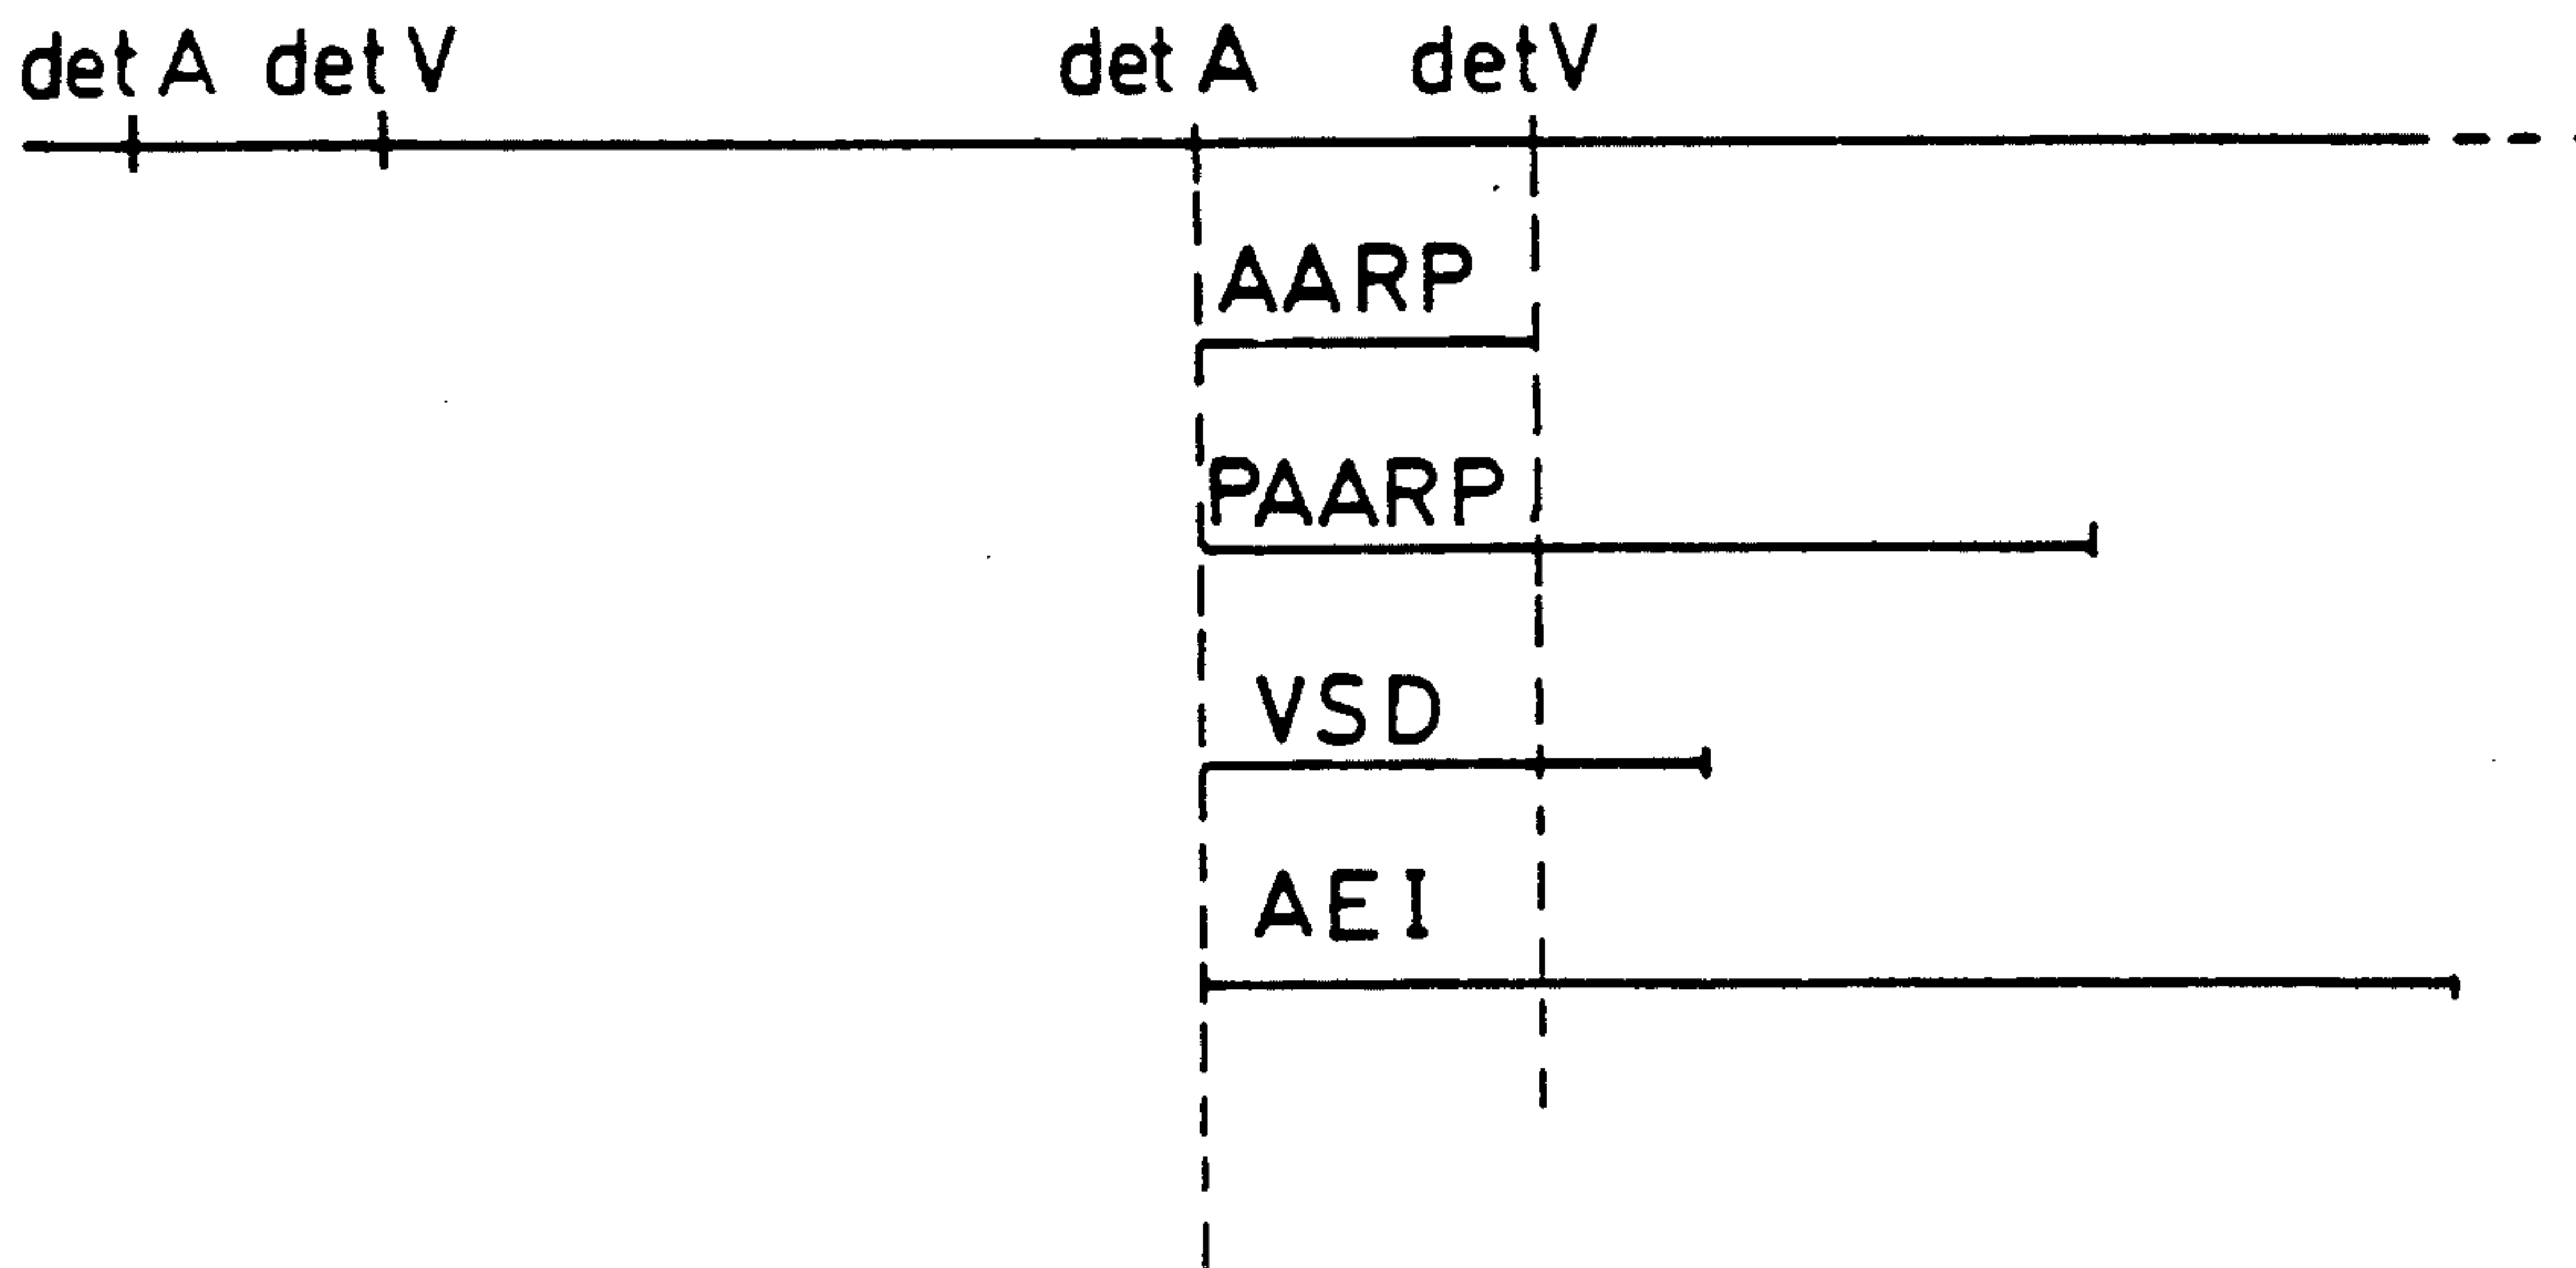 det A det V det A det V
AARP
PAARP
VSD
AEI